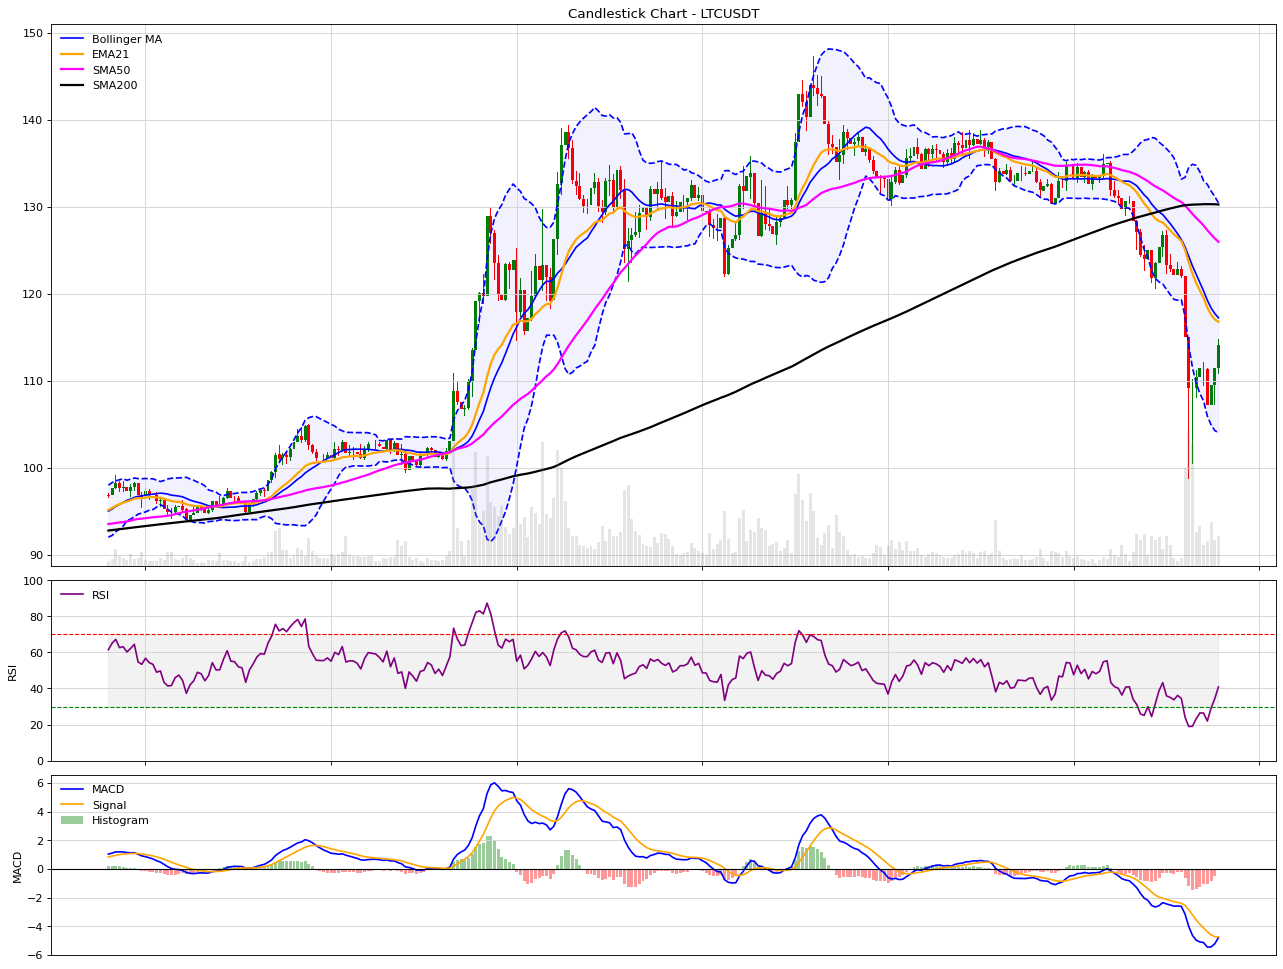 Candlestick Chart - LTCUSDT
150
140
130
120
110
100
90
Bollinger MA
EMA21
SMA50
SMA200
100
80
60
40
20
0
RSI
RSI
6
4
2
0
−2
−4
−6
MACD
MACD
Signal
Histogram